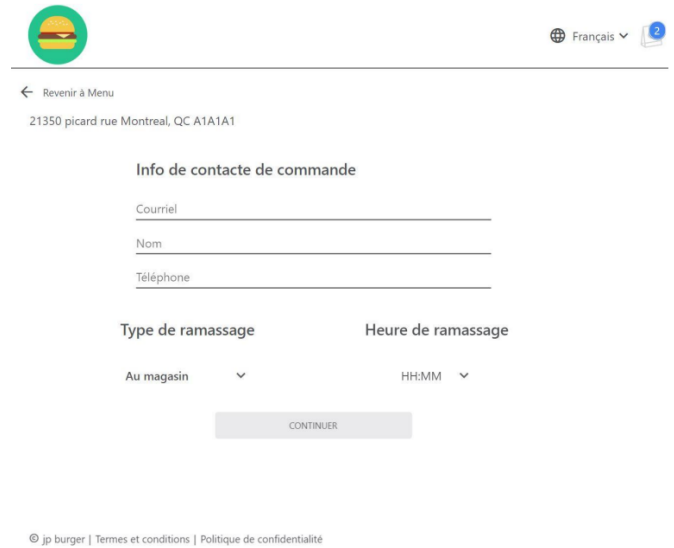 Français
2
Revenir à Menu
21350 picard rue Montreal, QC A1A1A1
Info de contacte de commande
Courriel
Nom
Téléphone
Type de ramassage Heure de ramassage
Au magasin HH:MM
CONTINUER
© jp burger | Termes et conditions | Politique de confidentialité